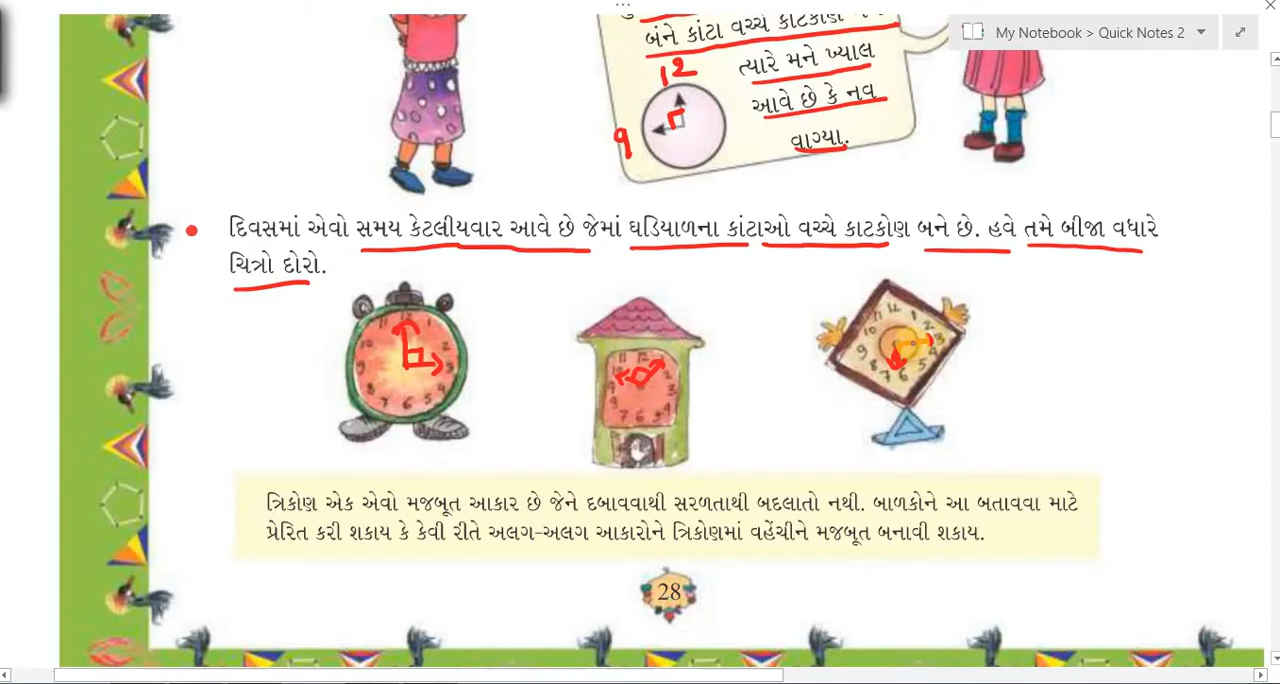 My Notebook > Quick Notes 2
બંને કાંટા વચ્ચે કાટકોણ
ત્યારે મને ખ્યાલ
આવે છે કે નવ
વાગ્યા.
12
9
દિવસમાં એવો સમય કેટલીયવાર આવે છે જેમાં ઘડિયાળના કાંટાઓ વચ્ચે કાટકોણ બને છે. હવે તમે બીજા વધારે
ચિત્રો દોરો.
ત્રિકોણ એક એવો મજબૂત આકાર છે જેને દબાવવાથી સરળતાથી બદલાતો નથી. બાળકોને આ બતાવવા માટે
પ્રેરિત કરી શકાય કે કેવી રીતે અલગ-અલગ આકારોને ત્રિકોણમાં વહેંચીને મજબૂત બનાવી શકાય.
28